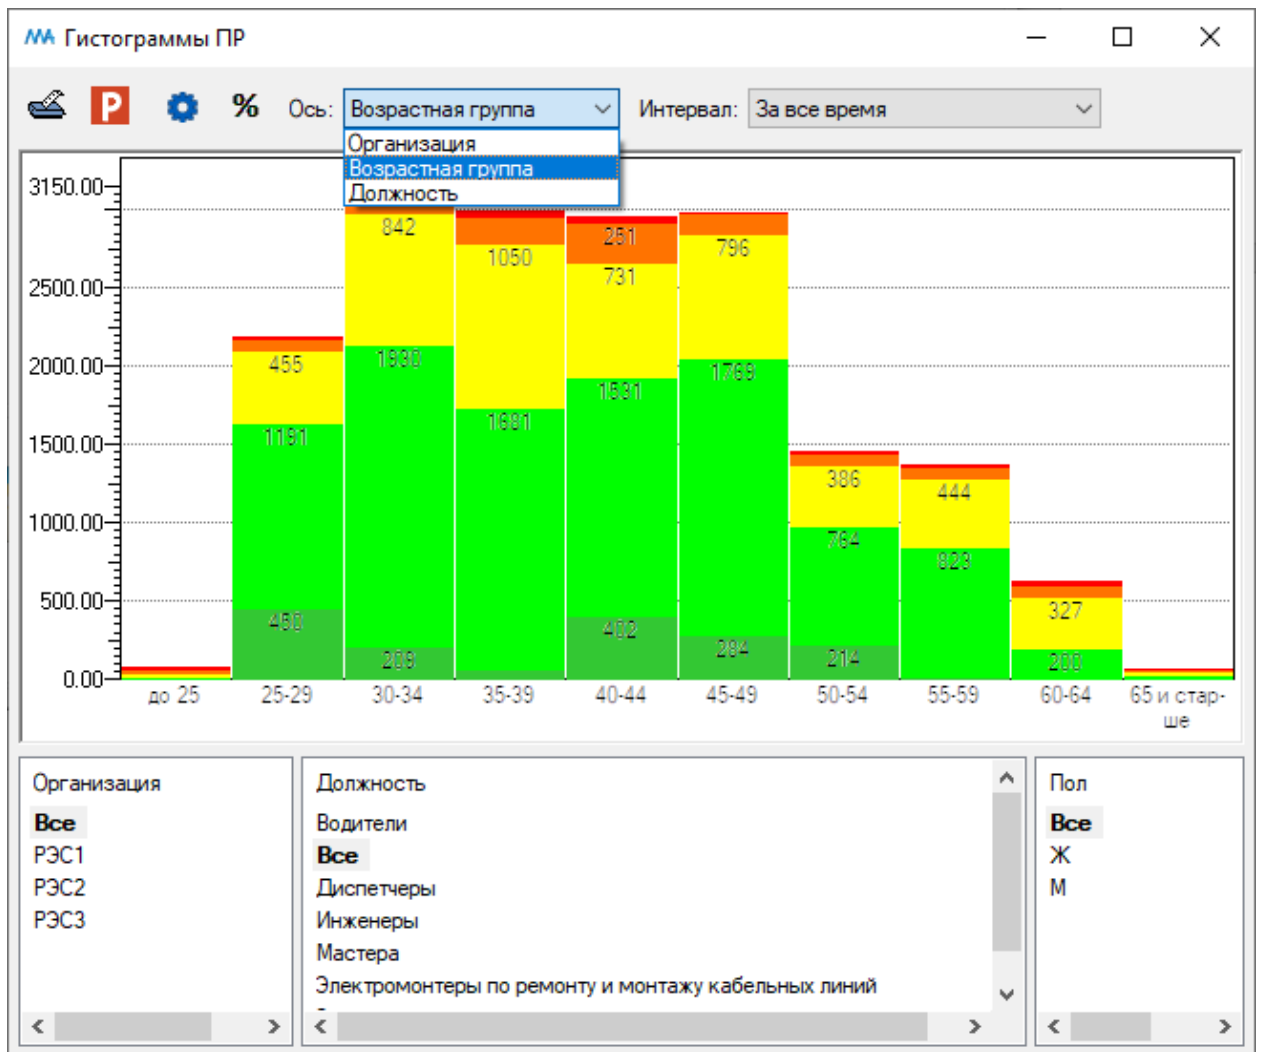 Гистограммы ПР
P
%
Ось:
Возрастная группа
Интервал:
За все время
Организация
Возрастная группа
Должность
3150.00
2500.00
2000.00
1500.00
1000.00
500.00
0.00
842
1050
251
731
796
455
1930
1769
1531
1191
1681
386
444
764
823
450
209
402
284
214
327
200
до 25
25-29
30-34
35-39
40-44
45-49
50-54
55-59
60-64
65 и стар-
ше
Организация
Все
РЭС1
РЭС2
РЭС3
Должность
Водители
Все
Диспетчеры
Инженеры
Мастера
Электромонтеры по ремонту и монтажу кабельных линий
Пол
Все
Ж
М